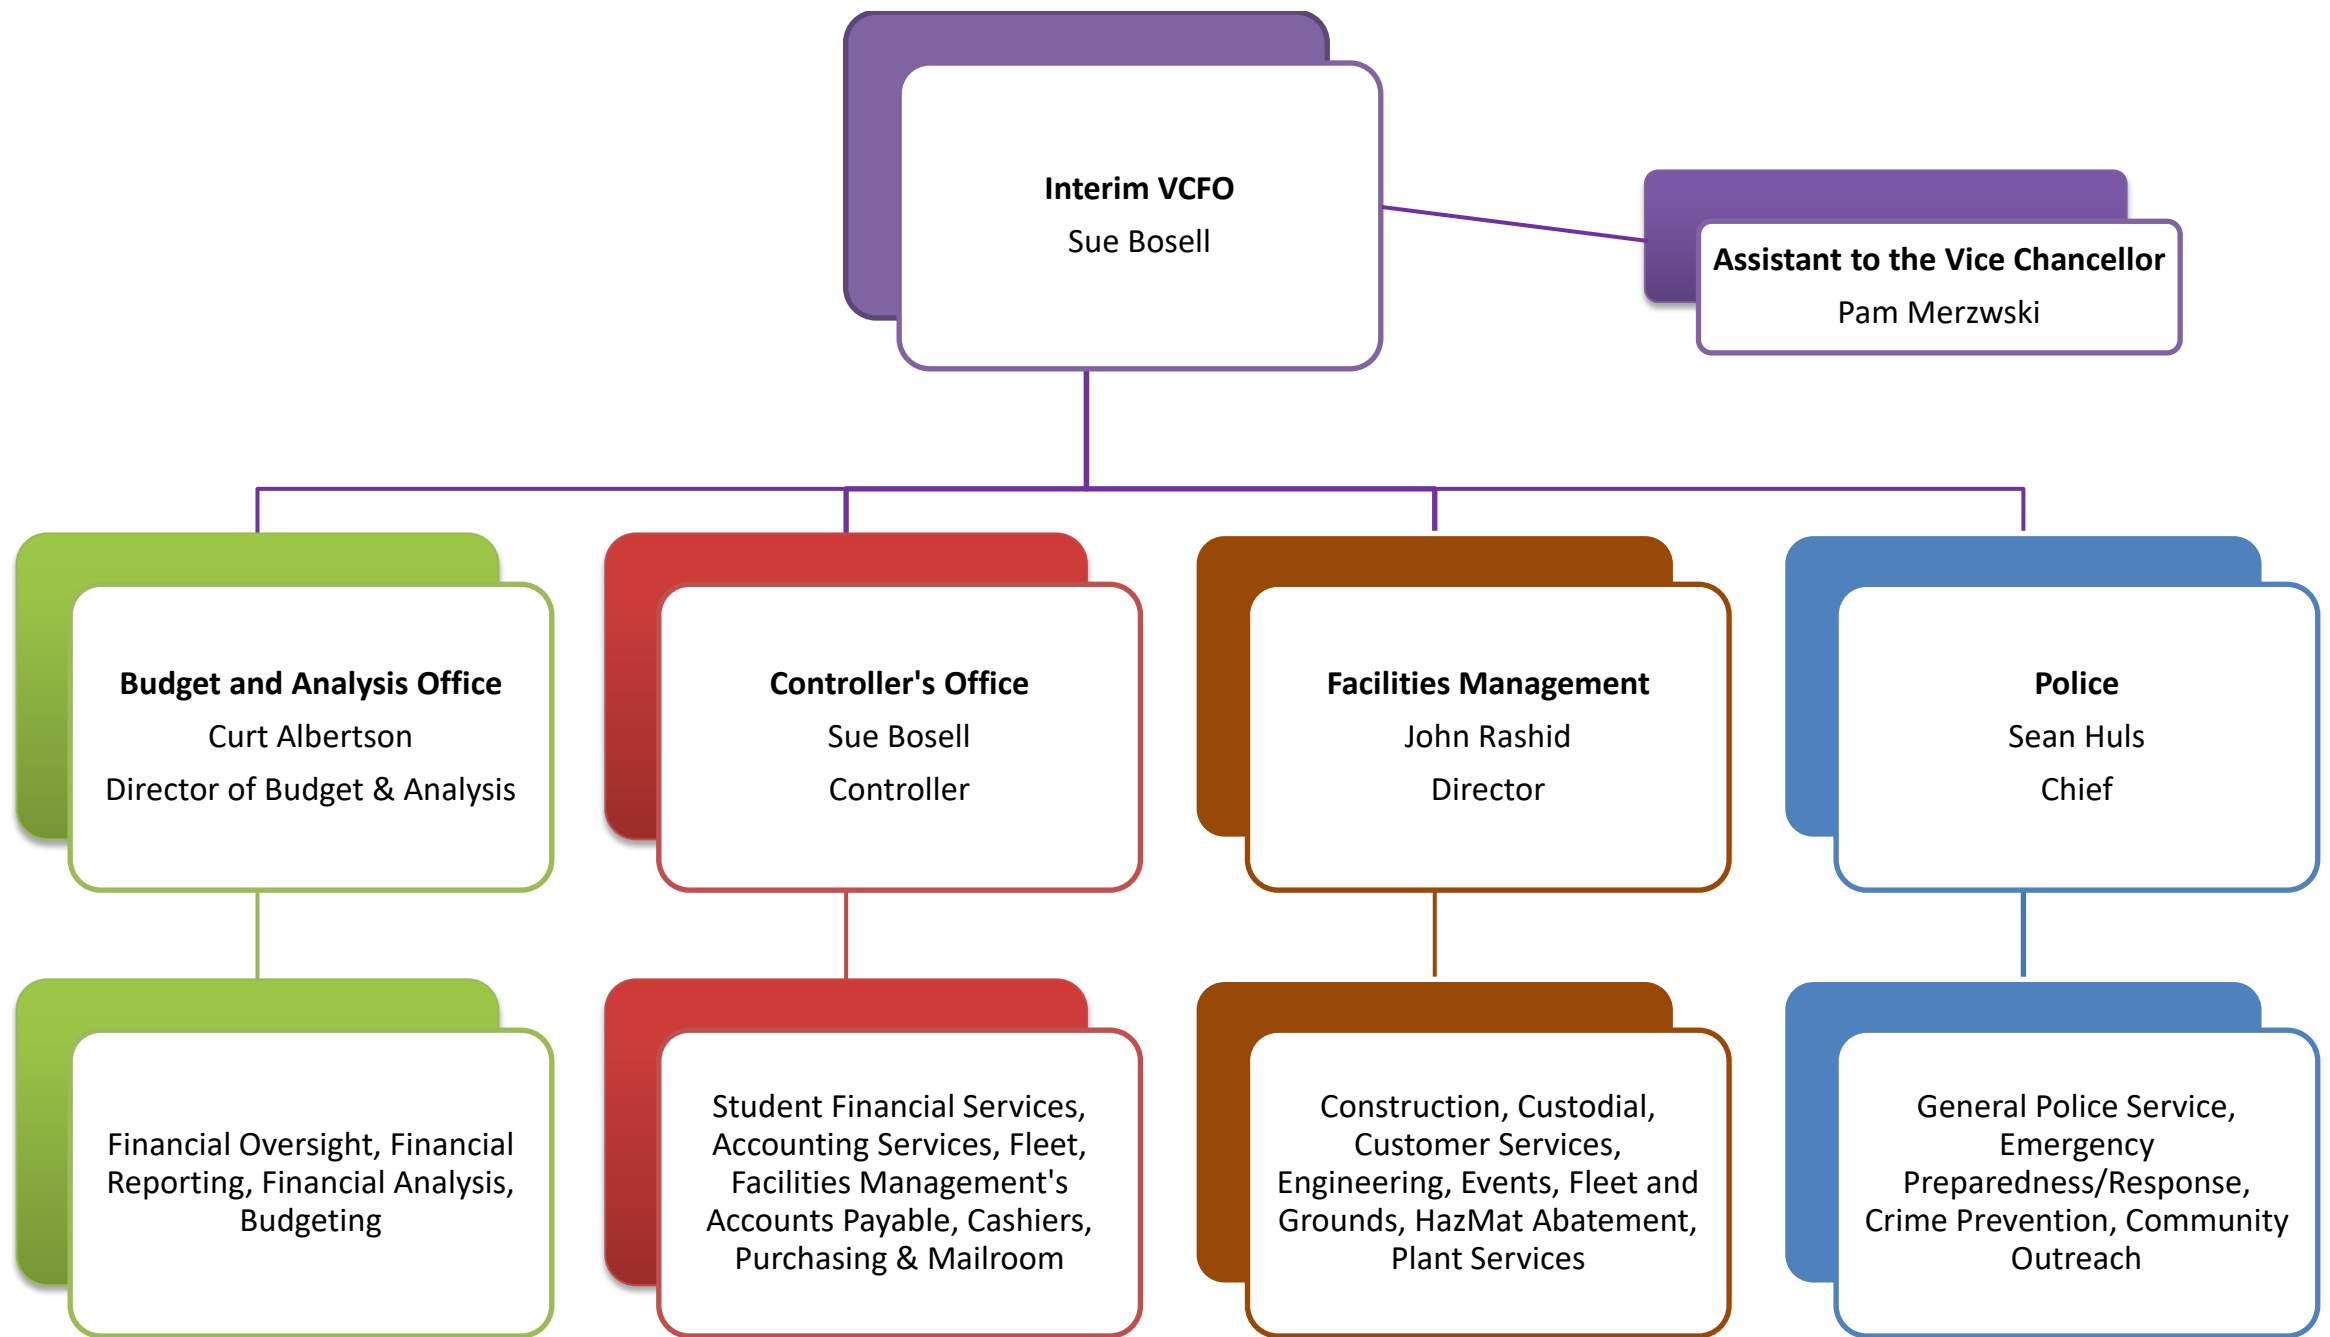 Interim VCFO
Sue Bosell
Assistant to the Vice Chancellor
Pam Merzwski
Budget and Analysis Office
Curt Albertson
Director of Budget & Analysis
Controller's Office
Sue Bosell
Controller
Facilities Management
John Rashid
Director
Police
Sean Huls
Chief
Financial Oversight, Financial
Reporting, Financial Analysis,
Budgeting
Student Financial Services,
Accounting Services, Fleet,
Facilities Management's
Accounts Payable, Cashiers,
Purchasing & Mailroom
Construction, Custodial,
Customer Services,
Engineering, Events, Fleet and
Grounds, HazMat Abatement,
Plant Services
General Police Service,
Emergency
Preparedness/Response,
Crime Prevention, Community
Outreach